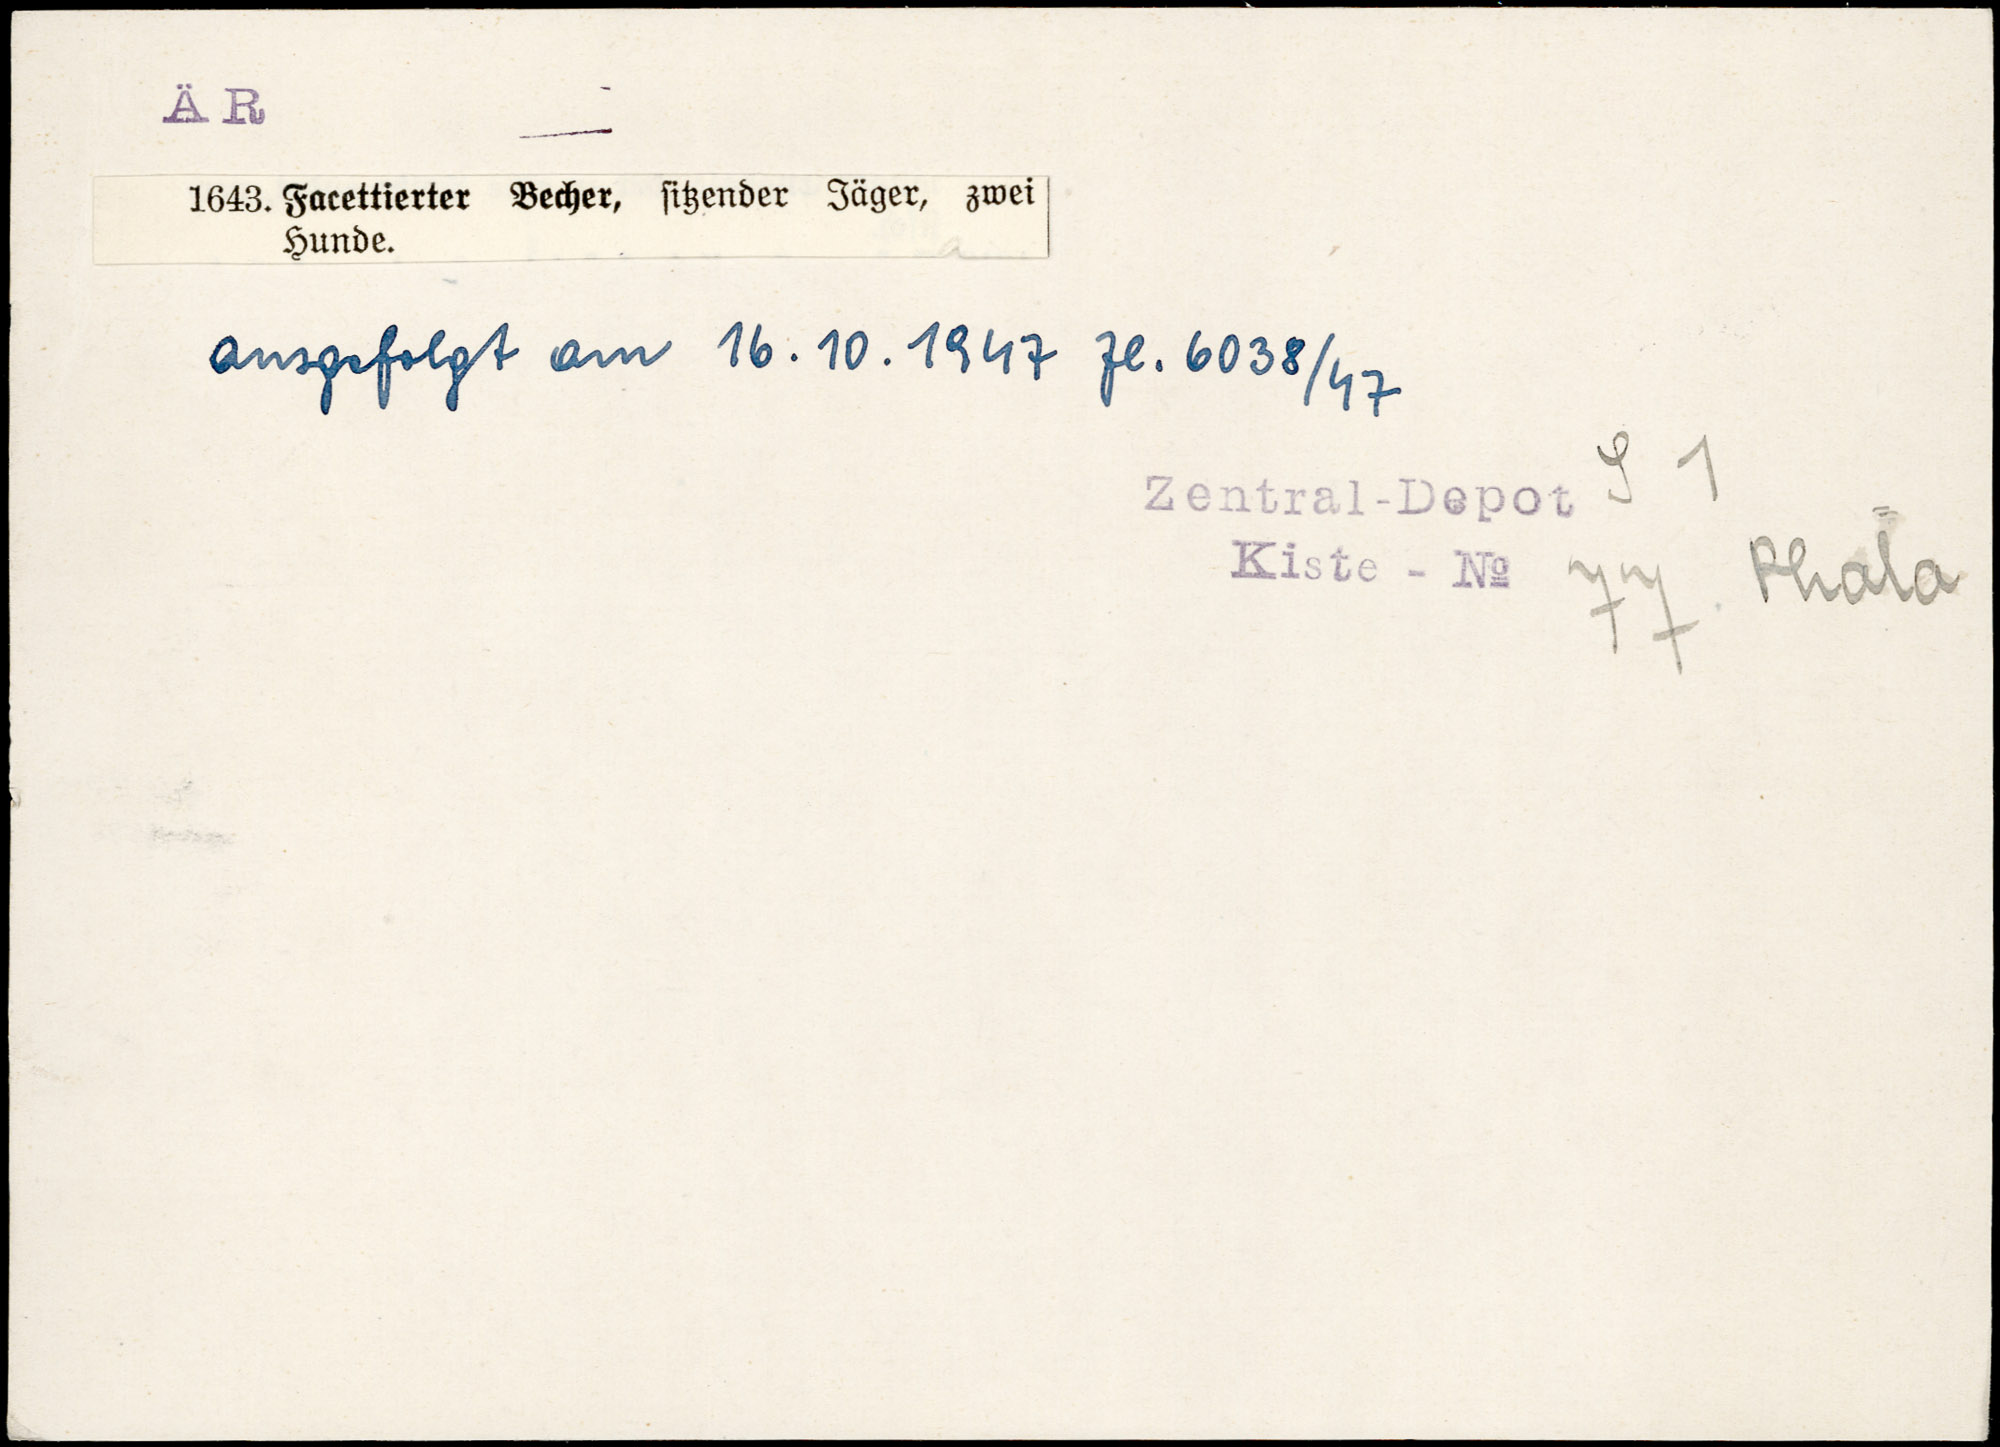 ÄR
1643. Facettierter Becher, sitzender Jäger, zwei
Hunde.
ausgefolgt am 16.10.1947 Zl. 6038/47
Zentral-Depot S 1
Kiste - № 77.